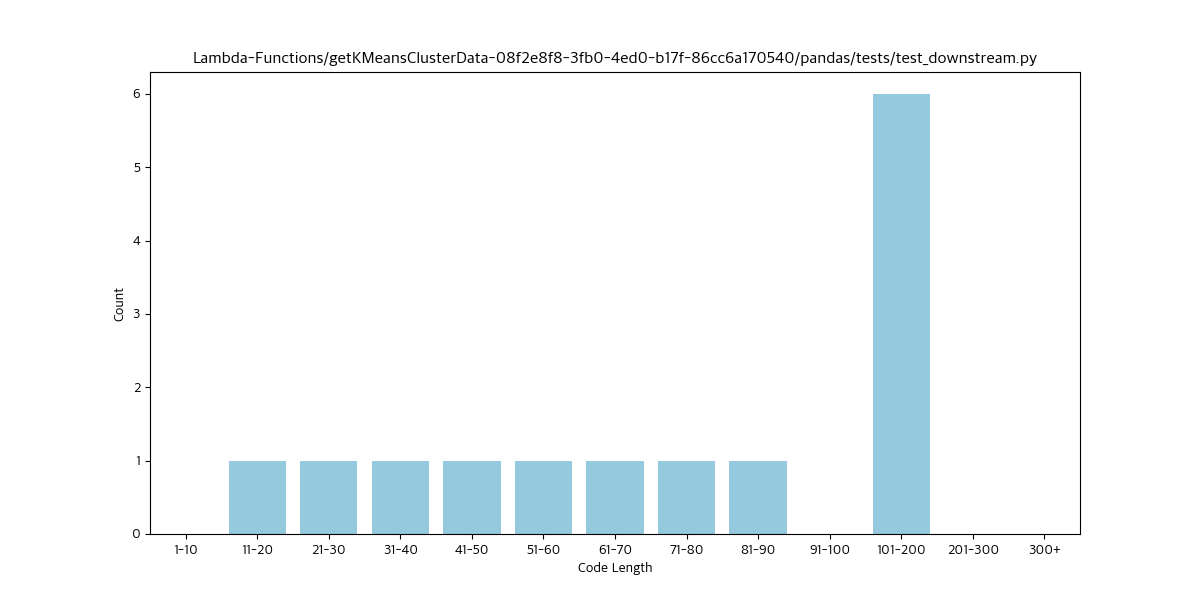 Lambda-Functions/getKMeansClusterData-08f2e8f8-3fb0-4ed0-b17f-86cc6a170540/pandas/tests/test_downstream.py
6
5
4
3
2
1
0
Count
1-10 11-20 21-30 31-40 41-50 51-60 61-70 71-80 81-90 91-100 101-200 201-300 300+
Code Length